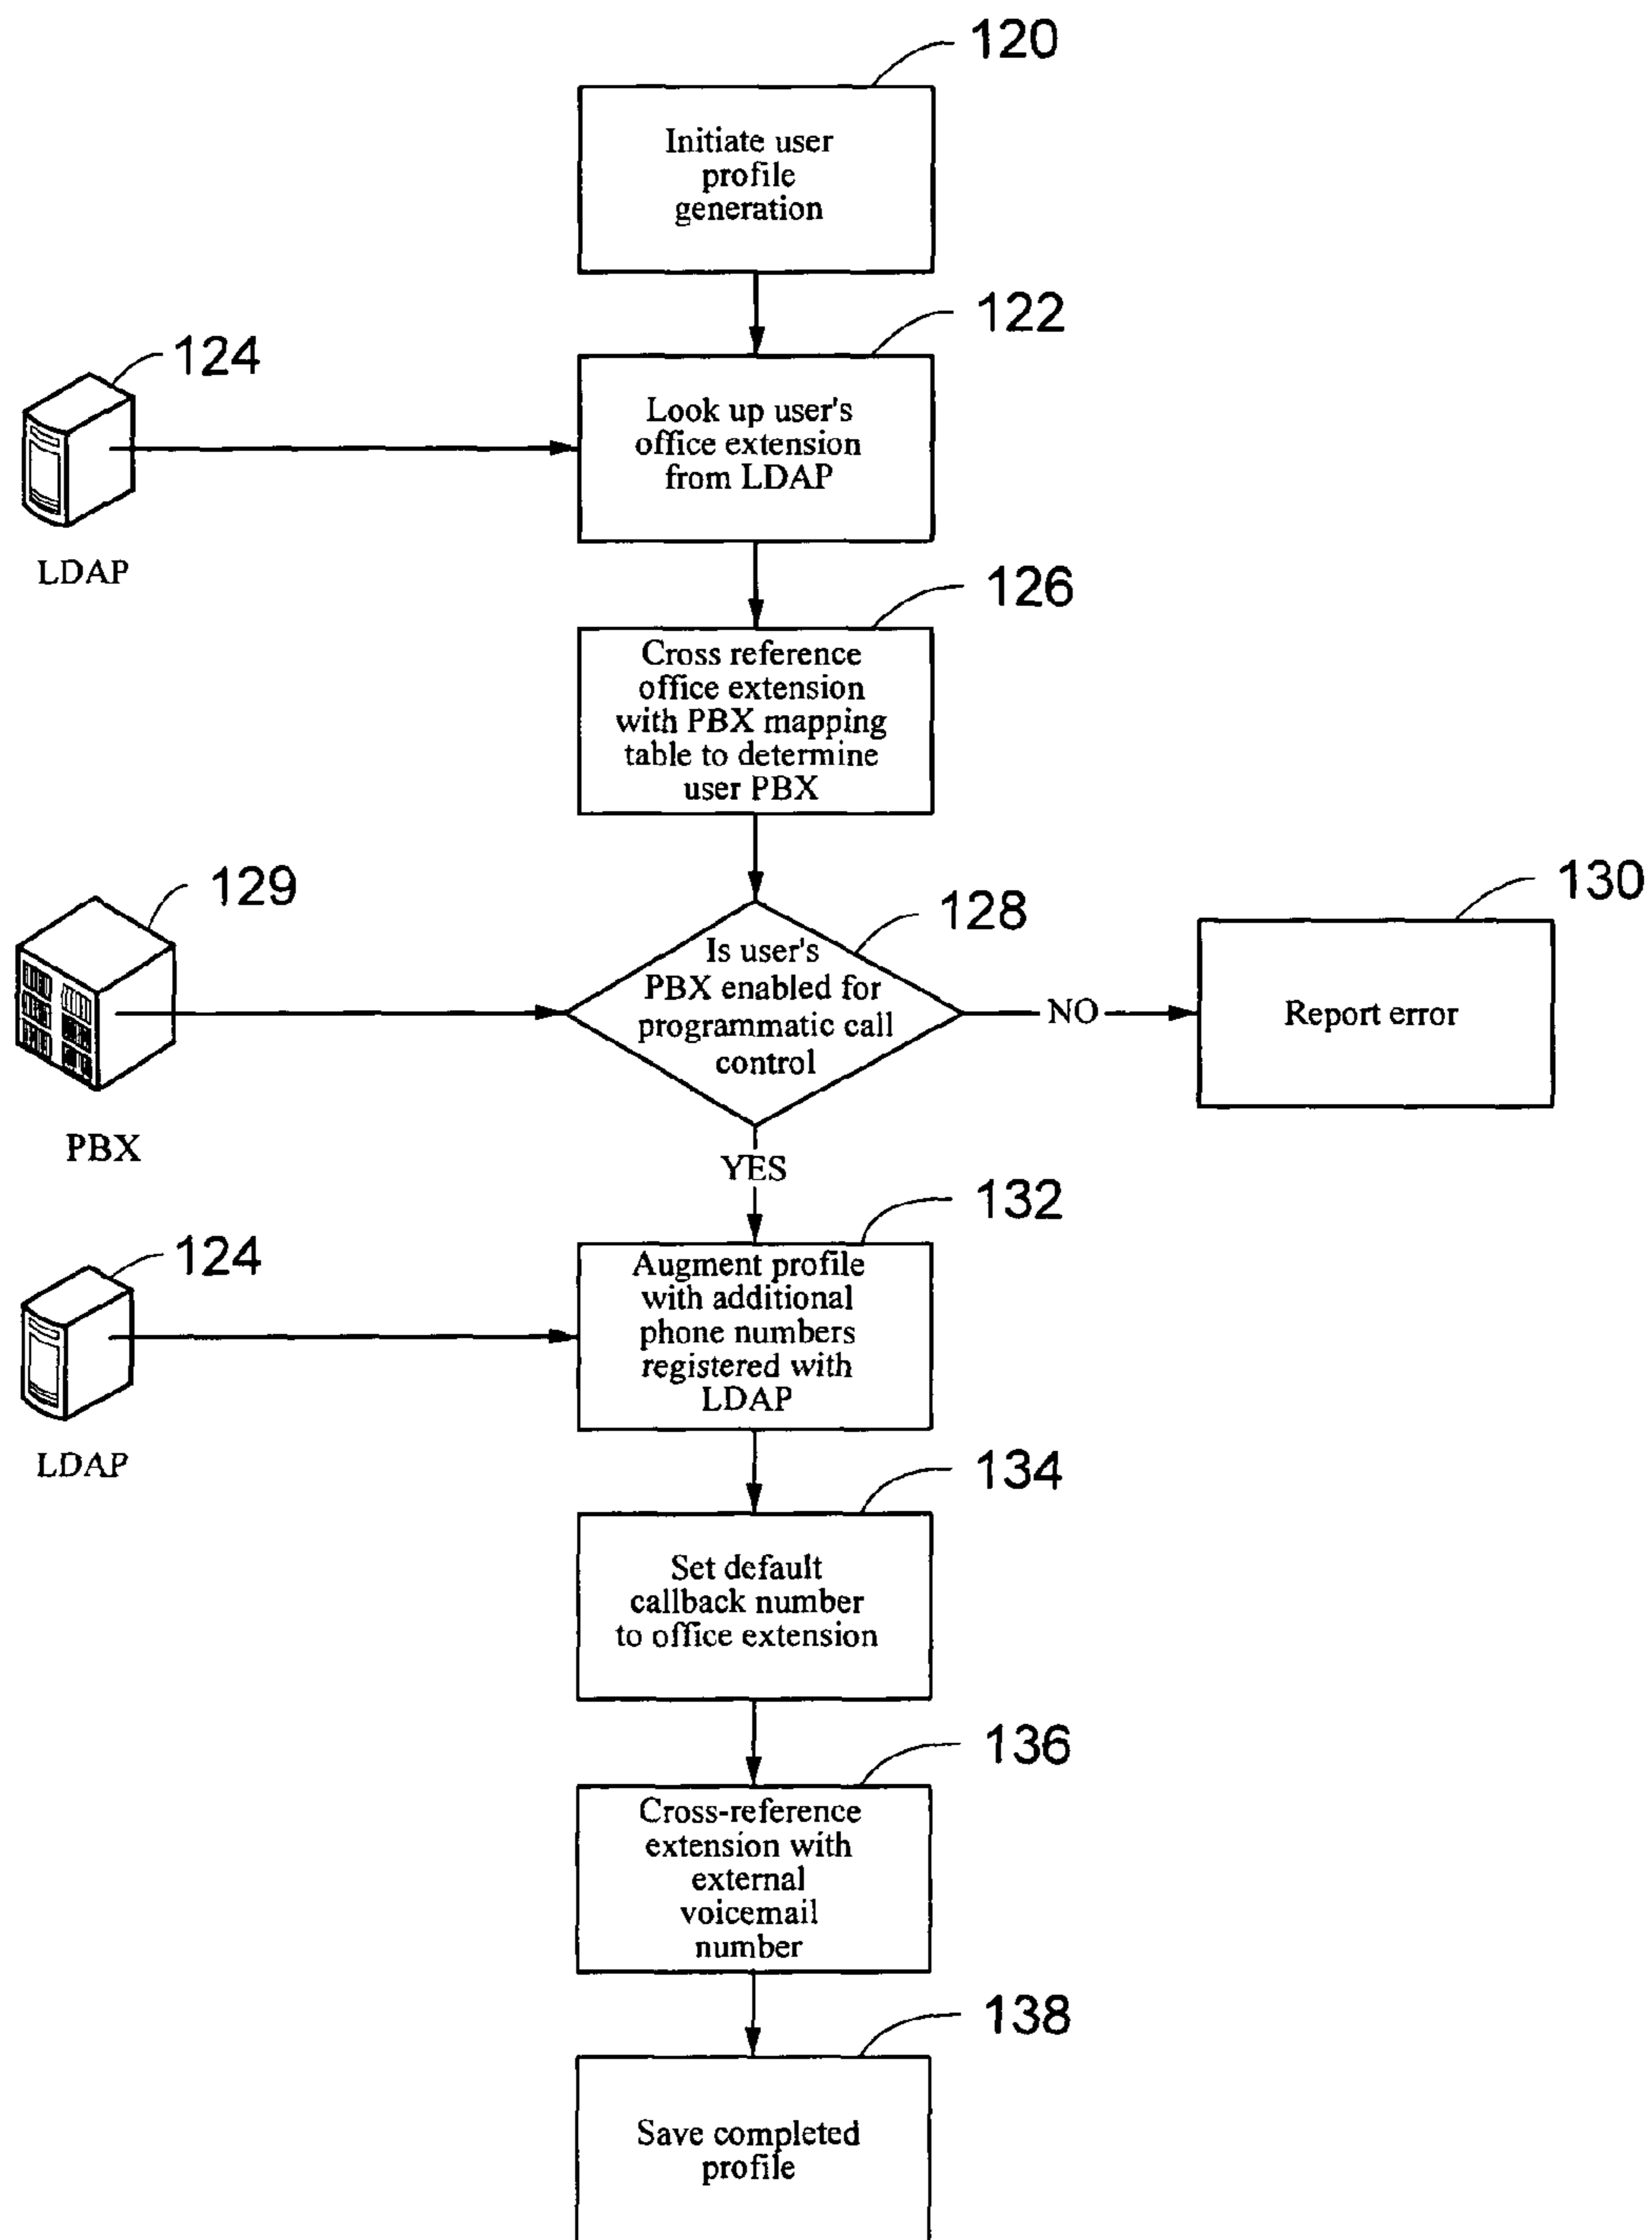 120
Initiate user
profile
generation
122
124
Look up user's
office extension
from LDAP
LDAP
126
Cross reference
office extension
with PBX mapping
table to determine
user PBX
129
128
130
Is user's
PBX enabled for
programmatic call
control
NO
Report error
PBX
YES
132
124
Augment profile
with additional
phone numbers
registered with
LDAP
LDAP
134
Set default
callback number
to office extension
136
Cross-reference
extension with
external
voicemail
number
138
Save completed
profile